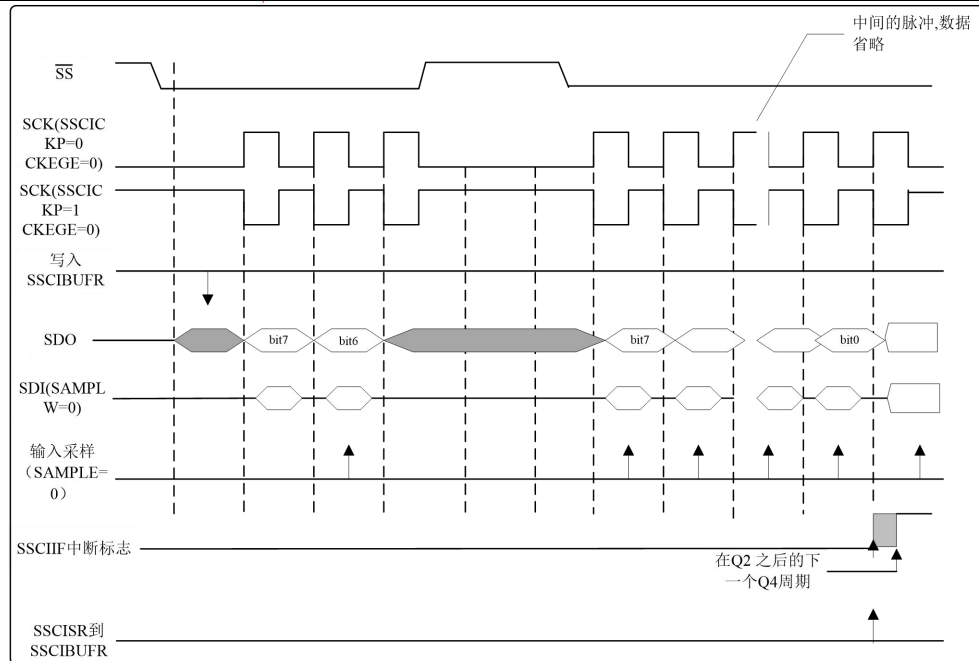 中间的脉冲,数据
省略
SS
SCK(SSCIC
KP=0
CKEGE=0)
SCK(SSCIC
KP=1
CKEGE=0)
写入
SSCIBUFR
SDO
bit7
bit6
bit7
bit0
SDI(SAMPL
W=0)
输入采样
(SAMPLE=
0)
SSCIIF中断标志
在Q2 之后的下
一个Q4周期
SSCISR到
SSCIBUFR